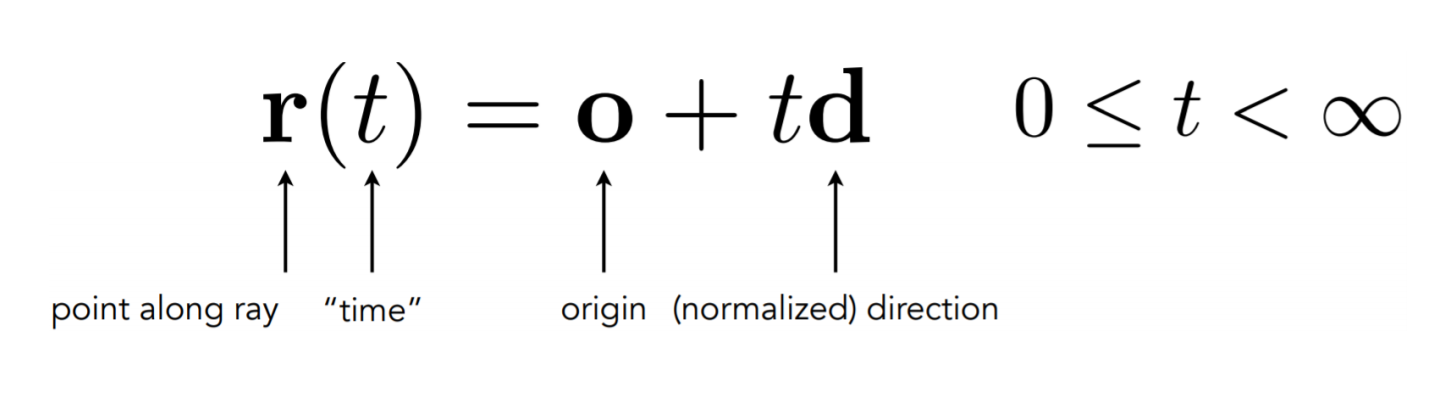 r(t) = o + td 0 ≤ t < ∞
point along ray “time” origin (normalized) direction